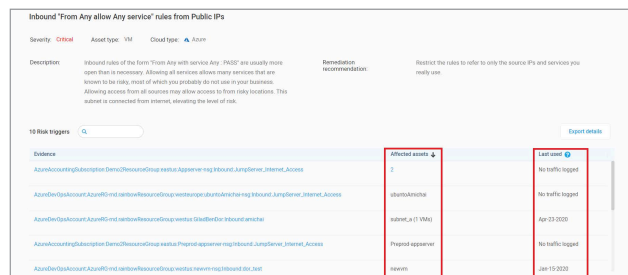 Inbound "From Any allow Any service" rules from Public IPs
Severity: Critical Asset type: VM Cloud type: Azure
Description: Inbound rules of the form "From Any with service Any : PASS" are usually more
open than is necessary. Allowing all services allows many services that are
known to be risky, most of which you probably do not use in your business.
Allowing access from all sources may allow access to from risky locations. This
subnet is connected from internet, elevating the level of risk.
Remediation
recommendation:
Restrict the rules to refer to only the source IPs and services you
really use.
10 Risk triggers Export details
Evidence Affected assets Last used
AzureAccountingSubscription:Demo2ResourceGroup:eastus:Appserver-nsg:Inbound:JumpServer_Internet_Access 2 No traffic logged
AzureDevOpsAccount:AzureRG-rnd.rainbowResourceGroup:westeurope:ubuntoAmichai-nsg:Inbound:JumpServer_Internet_Access ubuntoAmichai No traffic logged
AzureDevOpsAccount:AzureRG-rnd.rainbowResourceGroup:westus:GiladBenDor:Inbound:amichai subnet_a (1 VMs) Apr-23-2020
AzureAccountingSubscription:Demo2ResourceGroup:eastus:Preprod-appserver-nsg:Inbound:JumpServer_Internet_Access Preprod-appserver No traffic logged
AzureDevOpsAccount:AzureRG-rnd.rainbowResourceGroup:westus:newvm-nsg:Inbound:dor_test newvm Jan-15-2020